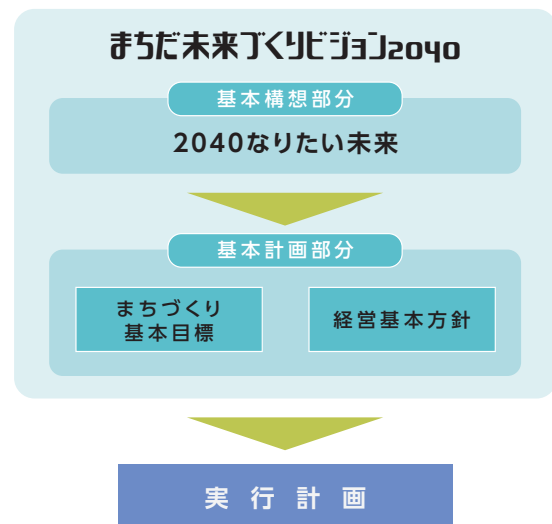 まちだ未来づくりビジョン2040
基本構想部分
2040なりたい未来
基本計画部分
まちづくり
基本目標
経営基本方針
実行計画